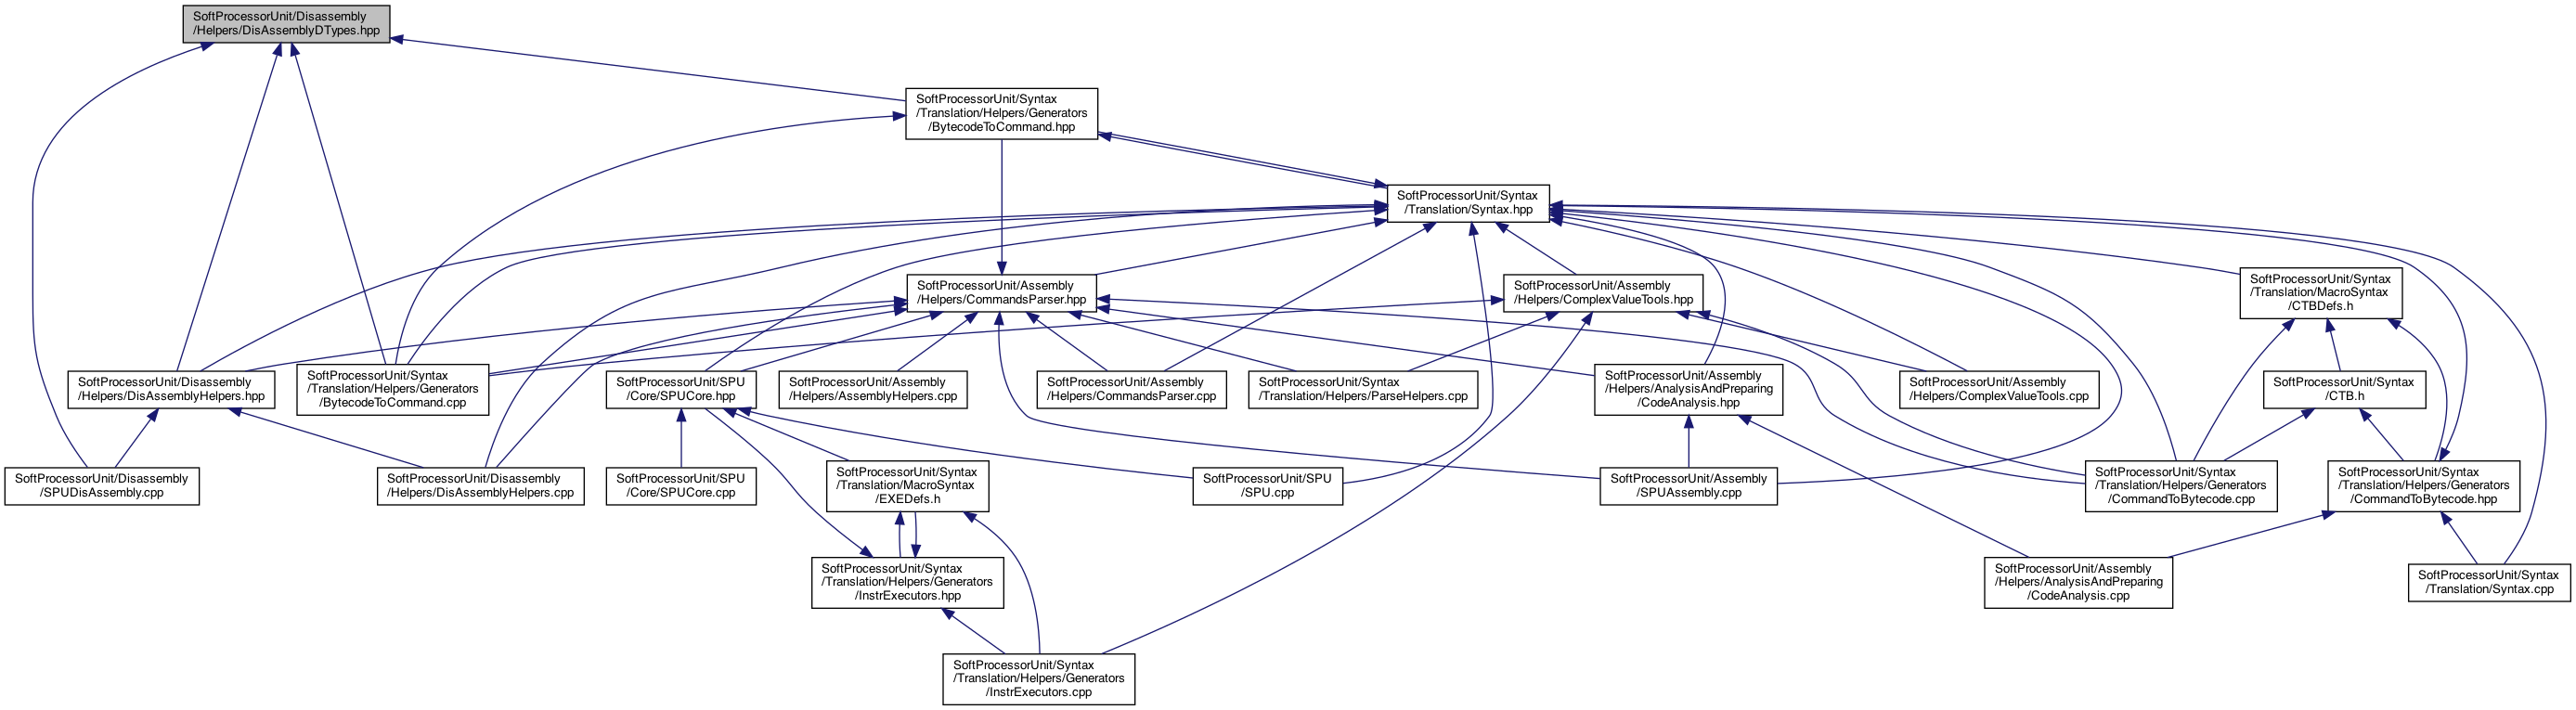 SoftProcessorUnit/Disassembly
/Helpers/DisAssemblyDTypes.hpp
SoftProcessorUnit/Syntax
/Translation/Helpers/Generators
/BytecodeToCommand.hpp
SoftProcessorUnit/Syntax
/Translation/Syntax.hpp
SoftProcessorUnit/Assembly
/Helpers/CommandsParser.hpp
SoftProcessorUnit/Assembly
/Helpers/ComplexValueTools.hpp
SoftProcessorUnit/Syntax
/Translation/MacroSyntax
/CTBDefs.h
SoftProcessorUnit/Disassembly
/Helpers/DisAssemblyHelpers.hpp
SoftProcessorUnit/Syntax
/Translation/Helpers/Generators
/BytecodeToCommand.cpp
SoftProcessorUnit/SPU
/Core/SPUCore.hpp
SoftProcessorUnit/Assembly
/Helpers/AssemblyHelpers.cpp
SoftProcessorUnit/Assembly
/Helpers/CommandsParser.cpp
SoftProcessorUnit/Syntax
/Translation/Helpers/ParseHelpers.cpp
SoftProcessorUnit/Assembly
/Helpers/AnalysisAndPreparing
/CodeAnalysis.hpp
SoftProcessorUnit/Assembly
/Helpers/ComplexValueTools.cpp
SoftProcessorUnit/Syntax
/CTB.h
SoftProcessorUnit/Disassembly
/SPUDisAssembly.cpp
SoftProcessorUnit/Disassembly
/Helpers/DisAssemblyHelpers.cpp
SoftProcessorUnit/SPU
/Core/SPUCore.cpp
SoftProcessorUnit/Syntax
/Translation/MacroSyntax
/EXEDefs.h
SoftProcessorUnit/SPU
/SPU.cpp
SoftProcessorUnit/Assembly
/SPUAssembly.cpp
SoftProcessorUnit/Syntax
/Translation/Helpers/Generators
/CommandToBytecode.cpp
SoftProcessorUnit/Syntax
/Translation/Helpers/Generators
/CommandToBytecode.hpp
SoftProcessorUnit/Syntax
/Translation/Helpers/Generators
/InstrExecutors.hpp
SoftProcessorUnit/Assembly
/Helpers/AnalysisAndPreparing
/CodeAnalysis.cpp
SoftProcessorUnit/Syntax
/Translation/Syntax.cpp
SoftProcessorUnit/Syntax
/Translation/Helpers/Generators
/InstrExecutors.cpp